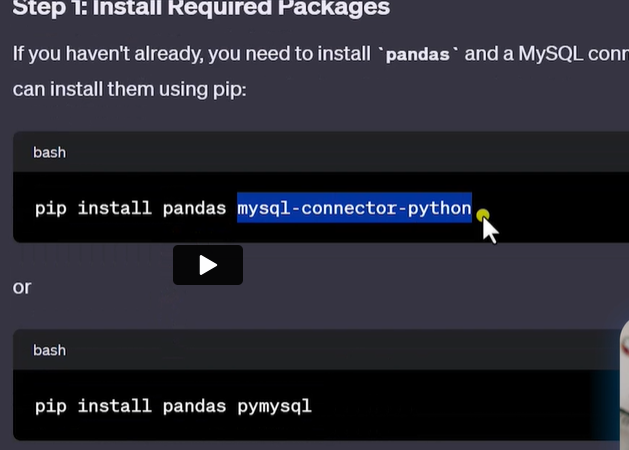 Step 1: Install Required Packages
If you haven't already, you need to install `pandas` and a MySQL conn
can install them using pip:
bash
pip install pandas mysql-connector-python
or
bash
pip install pandas pymysql